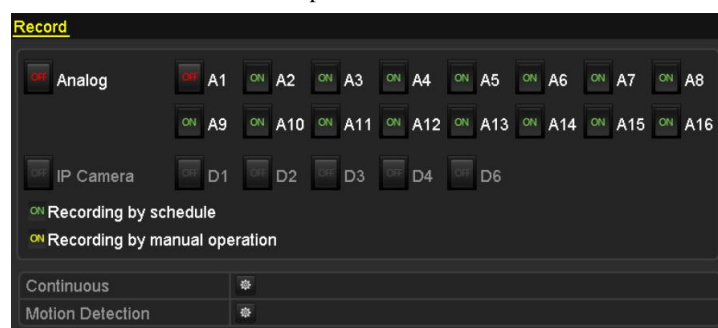 Record
OFF Analog OFF A1 ON A2 ON A3 ON A4 ON A5 ON A6 ON A7 ON A8
ON A9 ON A10 ON A11 ON A12 ON A13 ON A14 ON A15 ON A16
OFF IP Camera OFF D1 OFF D2 OFF D3 OFF D4 OFF D6
ON Recording by schedule
ON Recording by manual operation
Continuous
Motion Detection